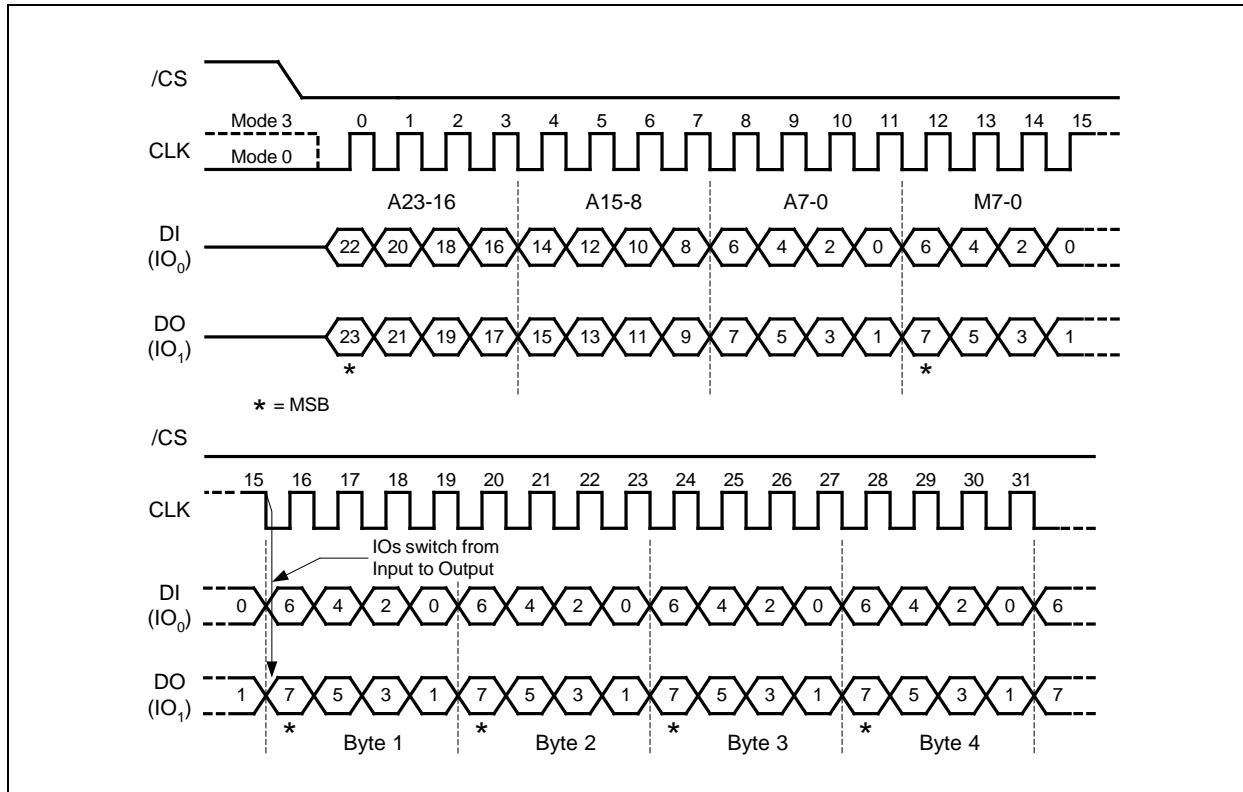 /CS
Mode 3 0 1 2 3 4 5 6 7 8 9 10 11 12 13 14 15
CLK
Mode 0
A23-16 A15-8 A7-0 M7-0
DI
(IO0) 22 20 18 16 14 12 10 8 6 4 2 0 6 4 2 0
DO
(IO1) 23 21 19 17 15 13 11 9 7 5 3 1 7 5 3 1
* *
* = MSB
/CS
15 16 17 18 19 20 21 22 23 24 25 26 27 28 29 30 31
CLK
IOs switch from
Input to Output
DI
(IO0) 0 6 4 2 0 6 4 2 0 6 4 2 0 6 4 2 0 6
DO
(IO1) 1 7 5 3 1 7 5 3 1 7 5 3 1 7 5 3 1 7
* * * *
Byte 1 Byte 2 Byte 3 Byte 4